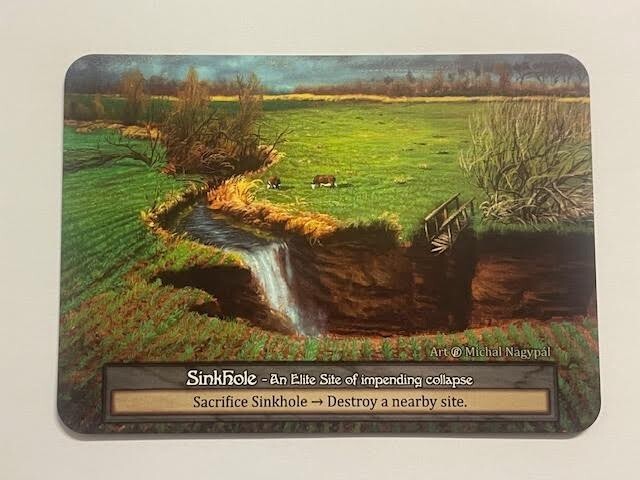 Art ⓟ Michal Nagypál
Sinkhole - An Elite Site of impending collapse
Sacrifice Sinkhole → Destroy a nearby site.